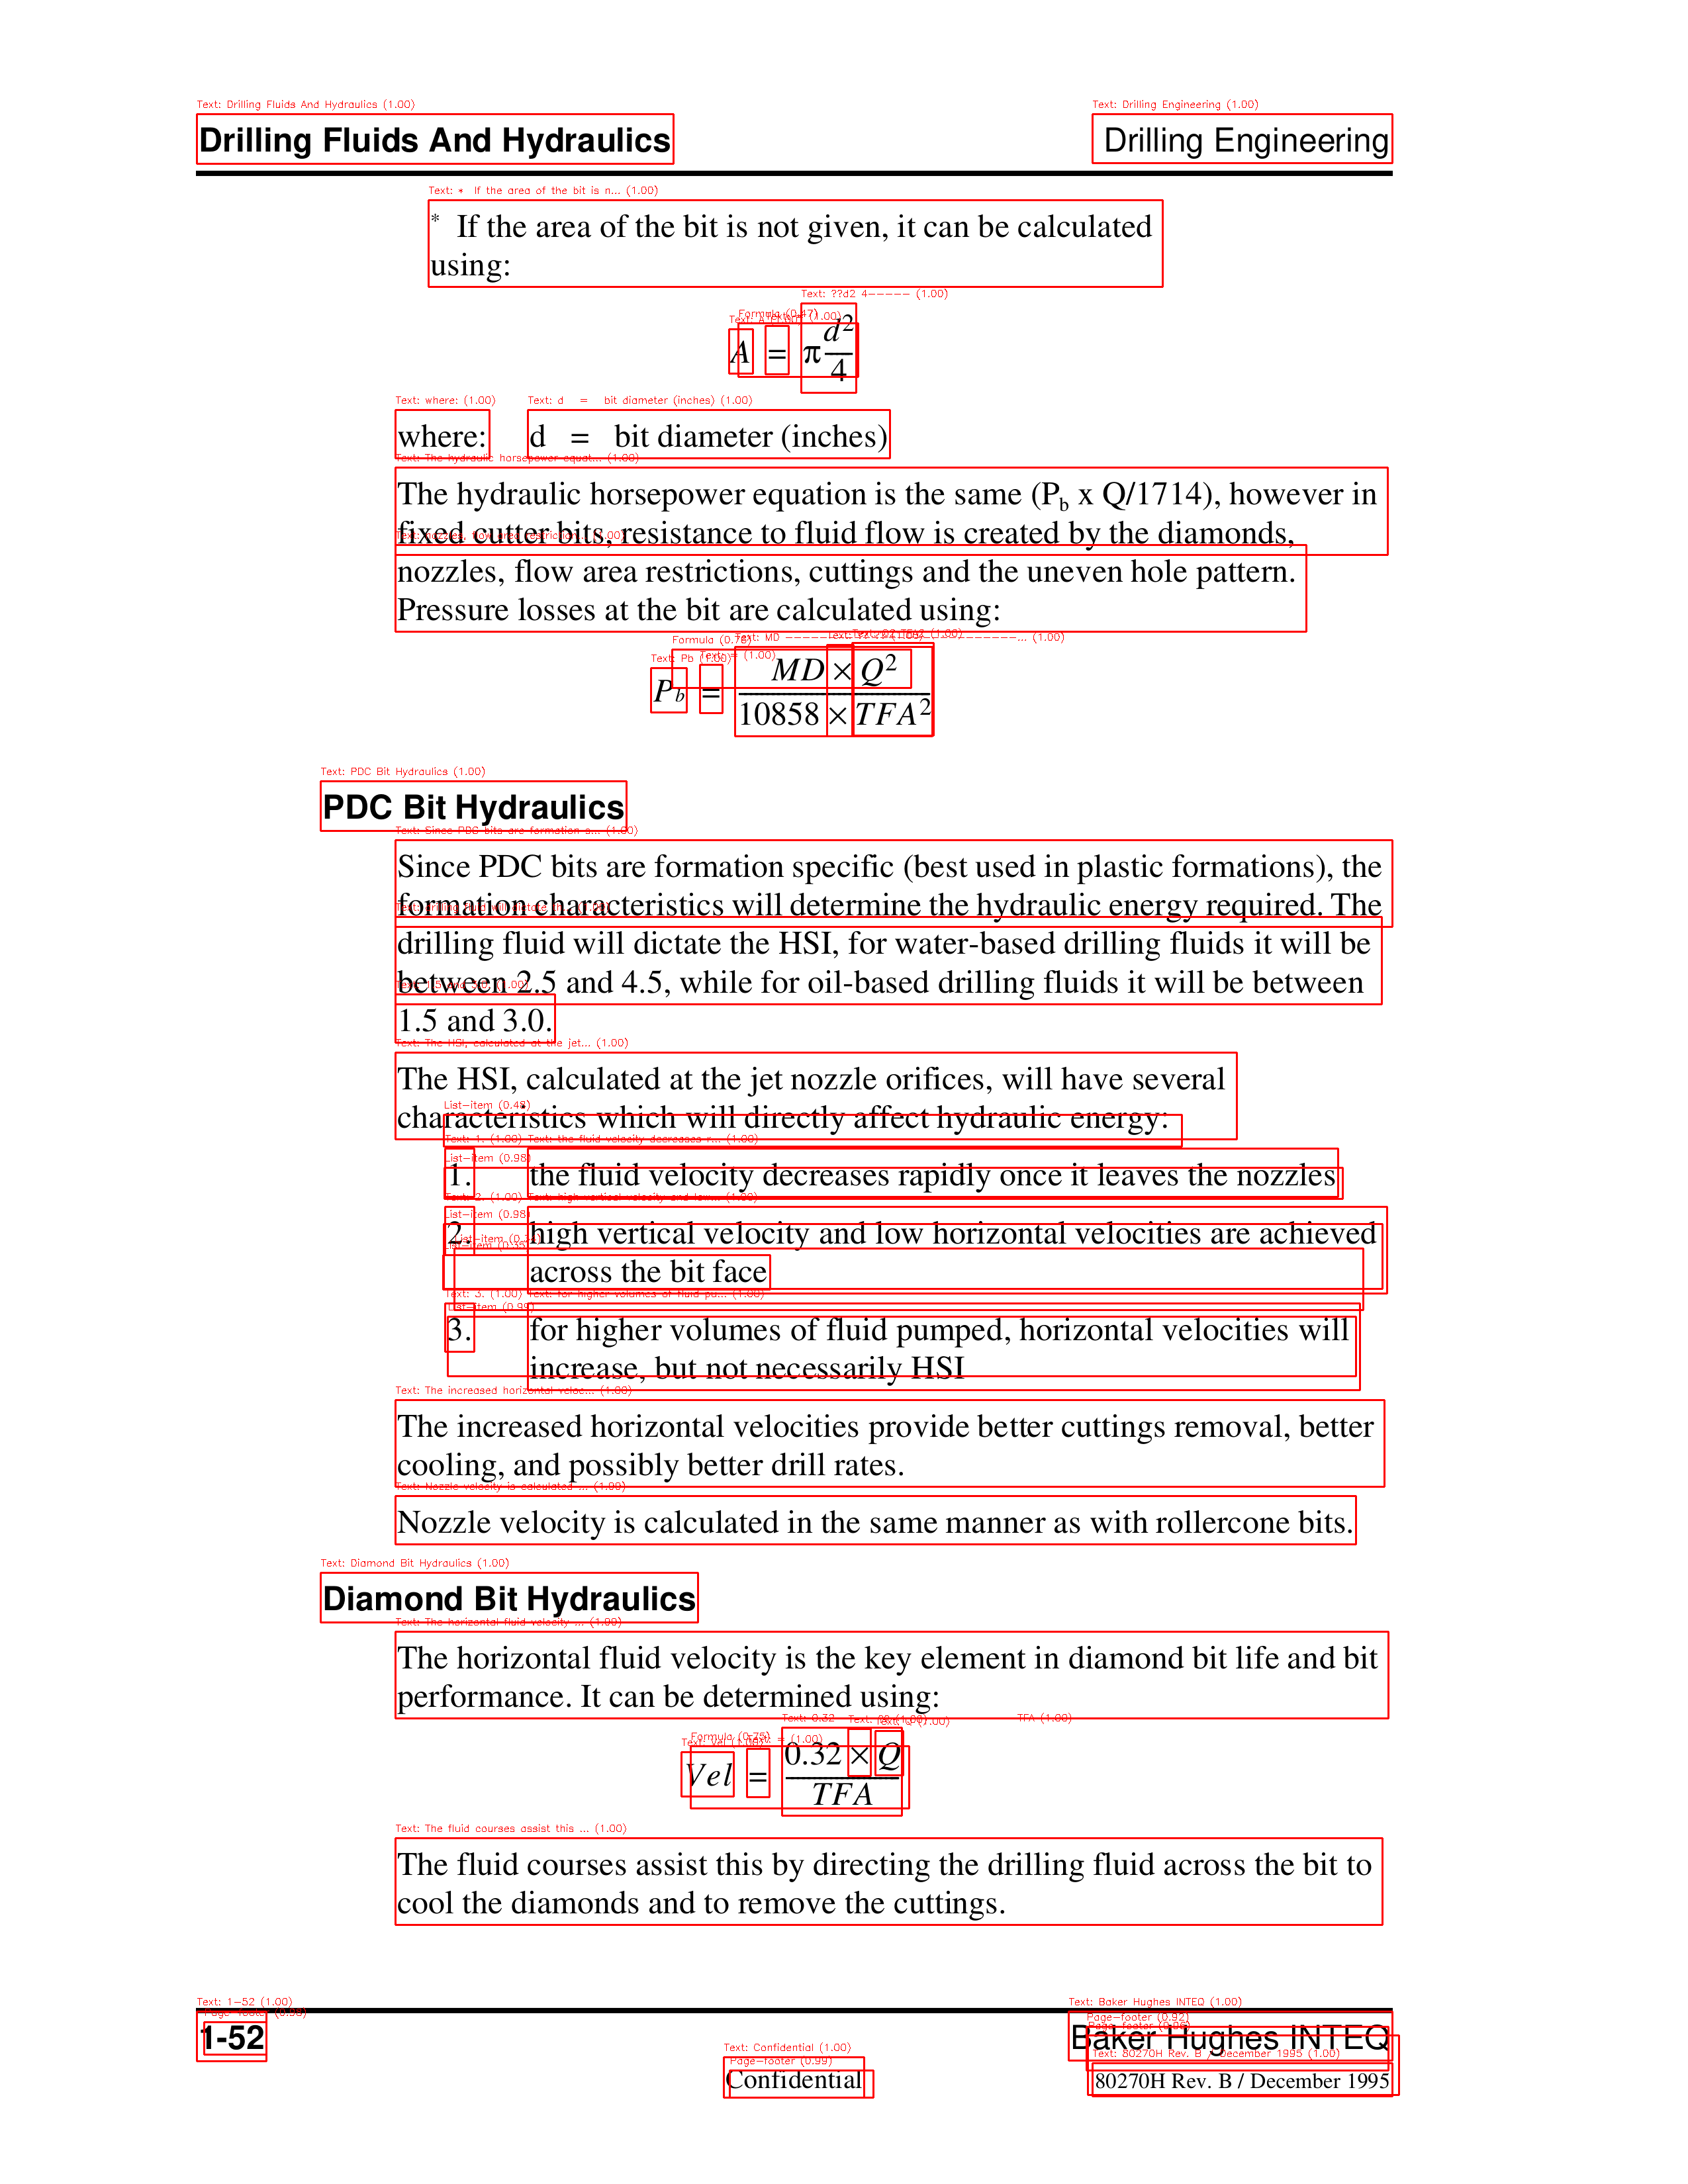 Drilling Fluids And Hydraulics
Drilling Engineering
* If the area of the bit is not given, it can be calculated
using:
A = π d² / 4
where: d = bit diameter (inches)
The hydraulic horsepower equation is the same (P_b x Q/1714), however in
fixed cutter bits, resistance to fluid flow is created by the diamonds,
nozzles, flow area restrictions, cuttings and the uneven hole pattern.
Pressure losses at the bit are calculated using:
P_b = MD × Q² / 10858 × TFA²
PDC Bit Hydraulics
Since PDC bits are formation specific (best used in plastic formations), the
formation characteristics will determine the hydraulic energy required. The
drilling fluid will dictate the HSI, for water-based drilling fluids it will be
between 2.5 and 4.5, while for oil-based drilling fluids it will be between
1.5 and 3.0.
The HSI, calculated at the jet nozzle orifices, will have several
characteristics which will directly affect hydraulic energy:
1. the fluid velocity decreases rapidly once it leaves the nozzles
2. high vertical velocity and low horizontal velocities are achieved
across the bit face
3. for higher volumes of fluid pumped, horizontal velocities will
increase, but not necessarily HSI
The increased horizontal velocities provide better cuttings removal, better
cooling, and possibly better drill rates.
Nozzle velocity is calculated in the same manner as with rollercone bits.
Diamond Bit Hydraulics
The horizontal fluid velocity is the key element in diamond bit life and bit
performance. It can be determined using:
Vel = 0.32 × Q / TFA
The fluid courses assist this by directing the drilling fluid across the bit to
cool the diamonds and to remove the cuttings.
1-52
Baker Hughes INTEQ
Confidential
80270H Rev. B / December 1995